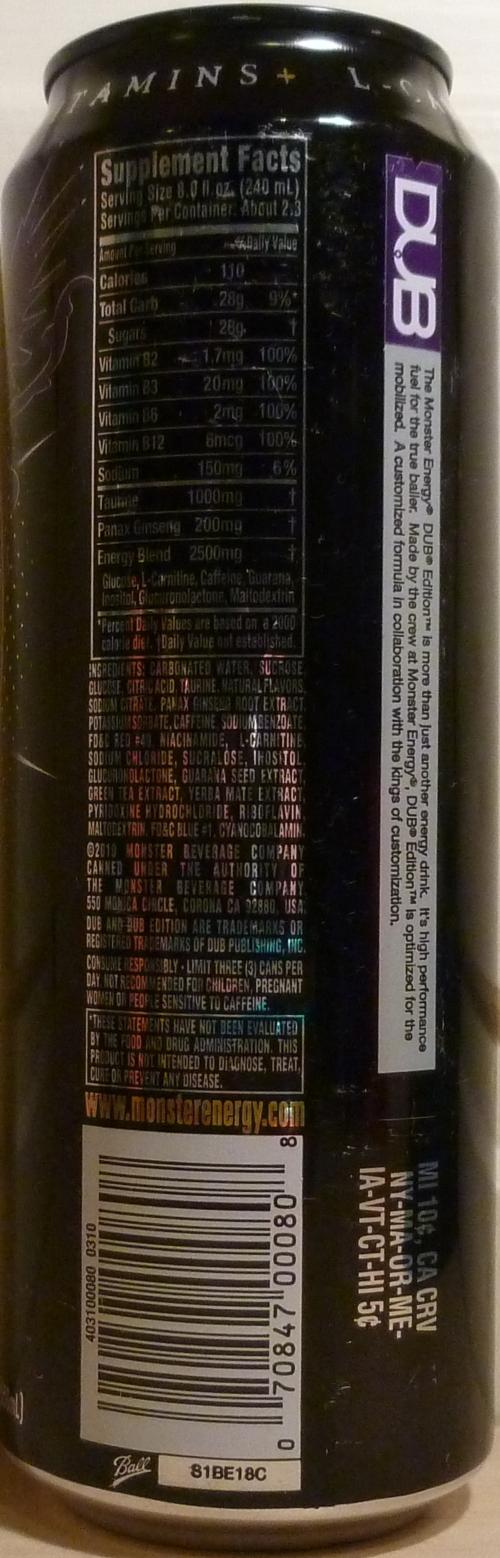 TAMINS+ L-C
Supplement Facts
Serving Size 8.0 fl.oz. (240 mL)
Servings Per Container: About 2.3
Amount Per Serving %Daily Value
Calories 110
Total Carb 28g 9%*
Sugars 28g †
Vitamin B2 1.7mg 100%
Vitamin B3 20mg 100%
Vitamin B6 2mg 100%
Vitamin B12 6mcg 100%
Sodium 150mg 6%
Taurine 1000mg †
Panax Ginseng 200mg †
Energy Blend 2500mg †
Glucose, L-Carnitine, Caffeine, Guarana,
Inositol, Glucuronolactone, Maltodextrin
*Percent Daily Values are based on a 2000
calorie diet. †Daily Value not established.
INGREDIENTS: CARBONATED WATER, SUCROSE,
GLUCOSE, CITRIC ACID, TAURINE, NATURAL FLAVORS,
SODIUM CITRATE, PANAX GINSENG ROOT EXTRACT,
POTASSIUM SORBATE, CAFFEINE, SODIUM BENZOATE,
FD&C RED #40, NIACINAMIDE, L-CARNITINE,
SODIUM CHLORIDE, SUCRALOSE, INOSITOL,
GLUCURONOLACTONE, GUARANA SEED EXTRACT,
GREEN TEA EXTRACT, YERBA MATE EXTRACT,
PYRIDOXINE HYDROCHLORIDE, RIBOFLAVIN,
MALTODEXTRIN, FD&C BLUE #1, CYANOCOBALAMIN.
©2010 MONSTER BEVERAGE COMPANY
CANNED UNDER THE AUTHORITY OF
THE MONSTER BEVERAGE COMPANY
550 MONICA CIRCLE, CORONA CA 92880, USA.
DUB AND DUB EDITION ARE TRADEMARKS OR
REGISTERED TRADEMARKS OF DUB PUBLISHING, INC.
CONSUME RESPONSIBLY - LIMIT THREE (3) CANS PER
DAY NOT RECOMMENDED FOR CHILDREN, PREGNANT
WOMEN OR PEOPLE SENSITIVE TO CAFFEINE.
*THESE STATEMENTS HAVE NOT BEEN EVALUATED
BY THE FOOD AND DRUG ADMINISTRATION. THIS
PRODUCT IS NOT INTENDED TO DIAGNOSE, TREAT,
CURE OR PREVENT ANY DISEASE.
www.monsterenergy.com
0 70847 00080 8
403100080 0310
Ball
S1BE18C
DUB
The Monster Energy® DUB® Edition™ is more than just another energy drink. It's high performance
fuel for the true baller. Made by the crew at Monster Energy®, DUB® Edition™ is optimized for the
mobilized. A customized formula in collaboration with the kings of customization.
MI 10¢, CA CRV
NY-MA-OR-ME-
IA-VT-CT-HI 5¢